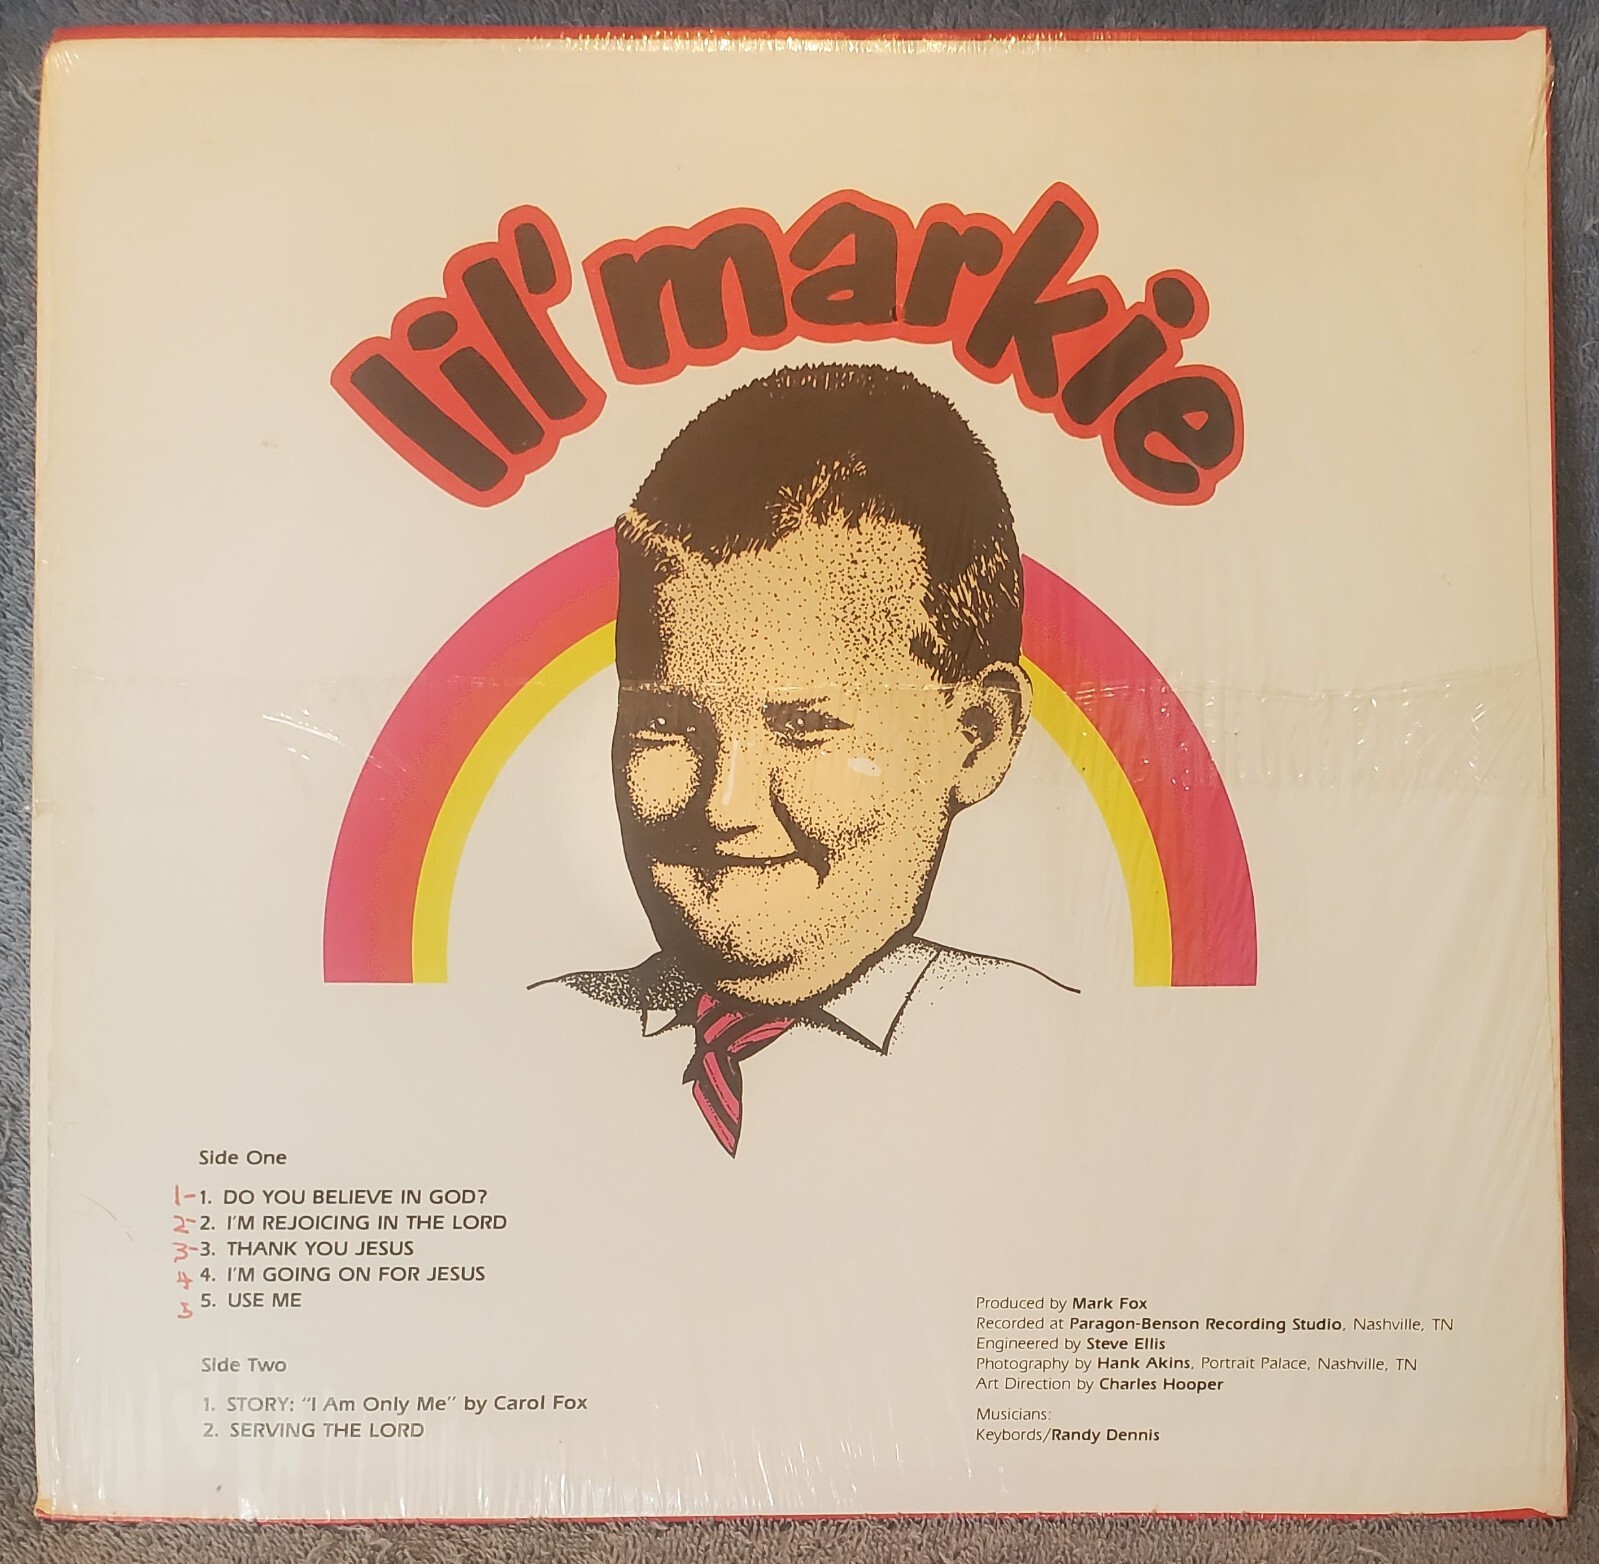 lil' markie
Side One
1- 1. DO YOU BELIEVE IN GOD?
2- 2. I'M REJOICING IN THE LORD
3- 3. THANK YOU JESUS
4 4. I'M GOING ON FOR JESUS
5 5. USE ME
Side Two
1. STORY: "I Am Only Me" by Carol Fox
2. SERVING THE LORD
Produced by Mark Fox
Recorded at Paragon-Benson Recording Studio, Nashville, TN
Engineered by Steve Ellis
Photography by Hank Akins, Portrait Palace, Nashville, TN
Art Direction by Charles Hooper
Musicians:
Keybords/Randy Dennis